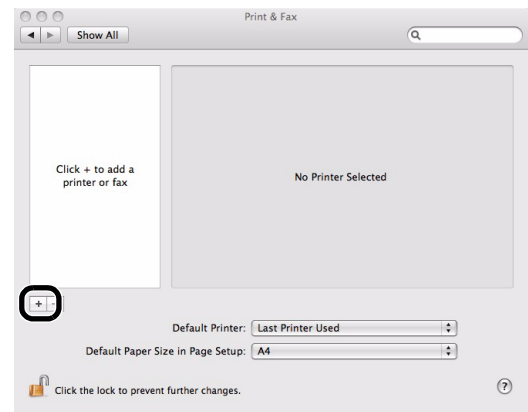 Print & Fax
Show All
Click + to add a
printer or fax
No Printer Selected
+ -
Default Printer: Last Printer Used
Default Paper Size in Page Setup: A4
Click the lock to prevent further changes.
?